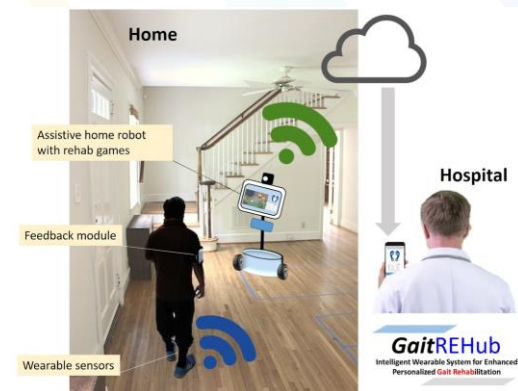 Home
Assistive home robot
with rehab games
Feedback module
Wearable sensors
Hospital
GaitREHub
Intelligent Wearable System for Enhanced
Personalized Gait Rehabilitation